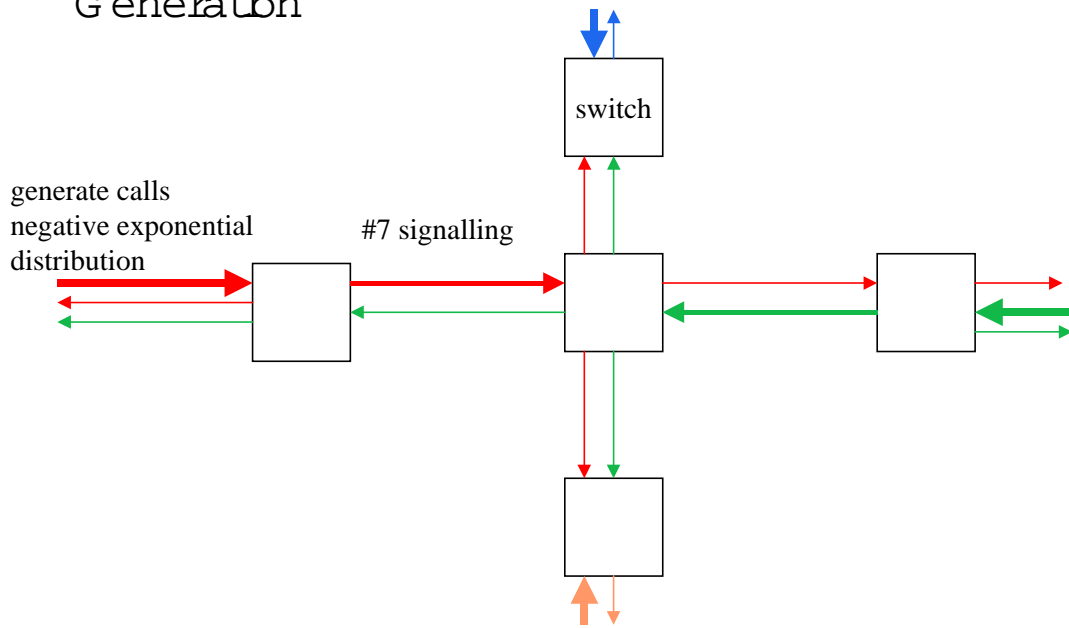 Generation
switch
generate calls
negative exponential
distribution
#7 signalling